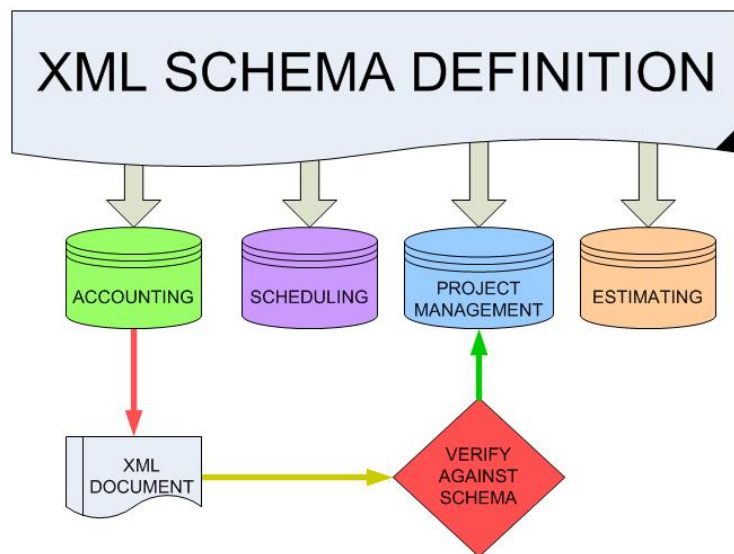 XML SCHEMA DEFINITION
ACCOUNTING
SCHEDULING
PROJECT
MANAGEMENT
ESTIMATING
XML
DOCUMENT
VERIFY
AGAINST
SCHEMA